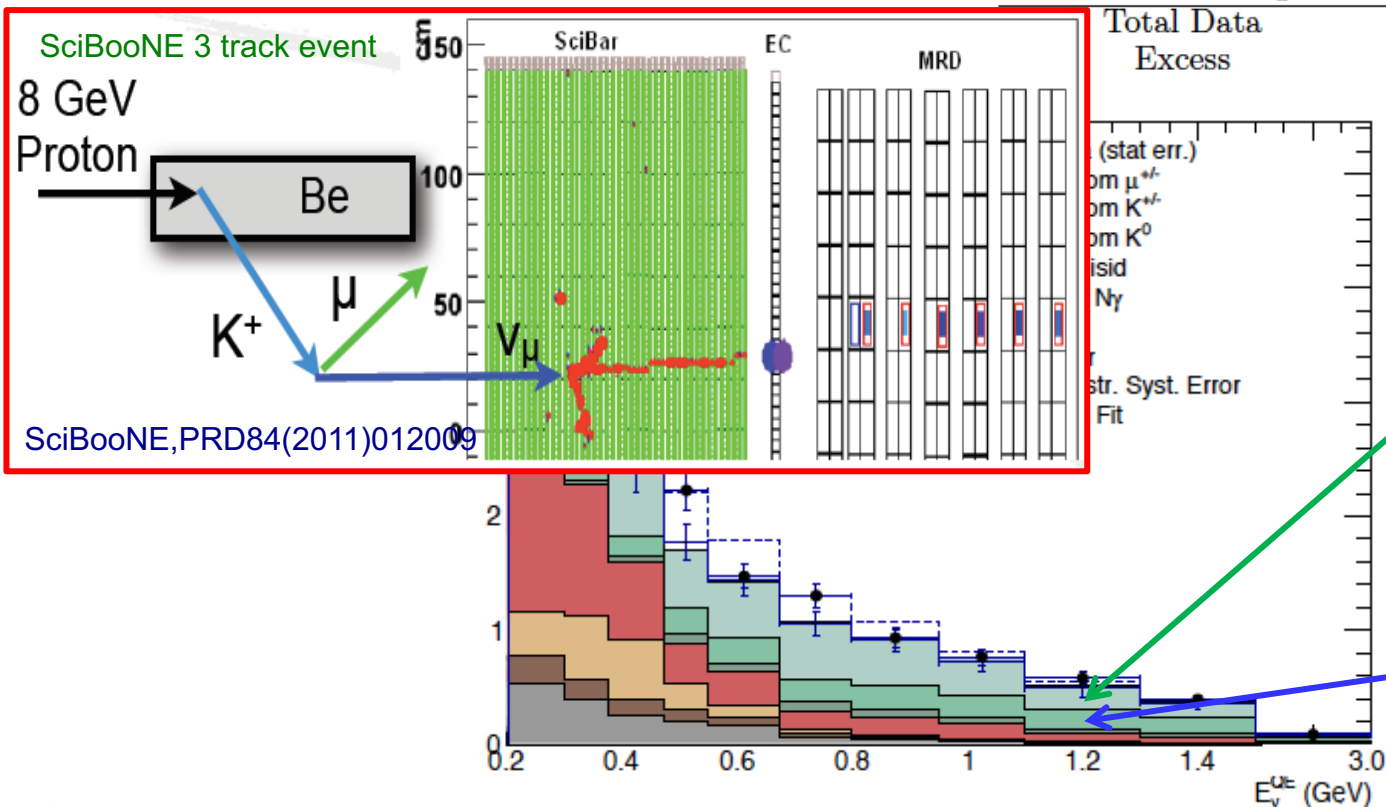 Total Data
Excess
SciBooNE 3 track event
8 GeV
Proton
Be
K+
μ
Vμ
SciBooNE,PRD84(2011)012009
SciBar
EC
MRD
150
100
50
0
(stat err.)
om μ+/-
om K+/-
om K0
isid
Nγ
r
str. Syst. Error
Fit
2
1
0
0.2 0.4 0.6 0.8 1 1.2 1.4 3.0
EνQE (GeV)